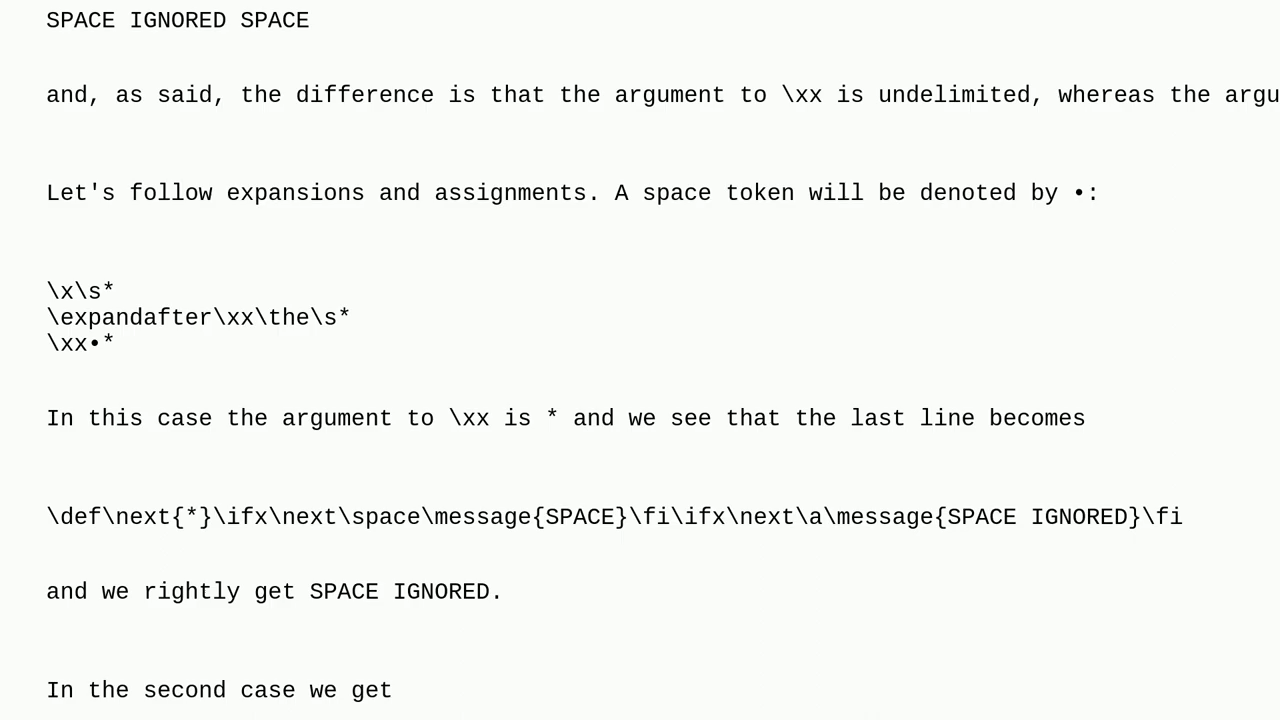 SPACE IGNORED SPACE
and, as said, the difference is that the argument to \xx is undelimited, whereas the argu
Let's follow expansions and assignments. A space token will be denoted by •:
\x\s*
\expandafter\xx\the\s*
\xx•*
In this case the argument to \xx is * and we see that the last line becomes
\def\next{*}\ifx\next\space\message{SPACE}\fi\ifx\next\a\message{SPACE IGNORED}\fi
and we rightly get SPACE IGNORED.
In the second case we get